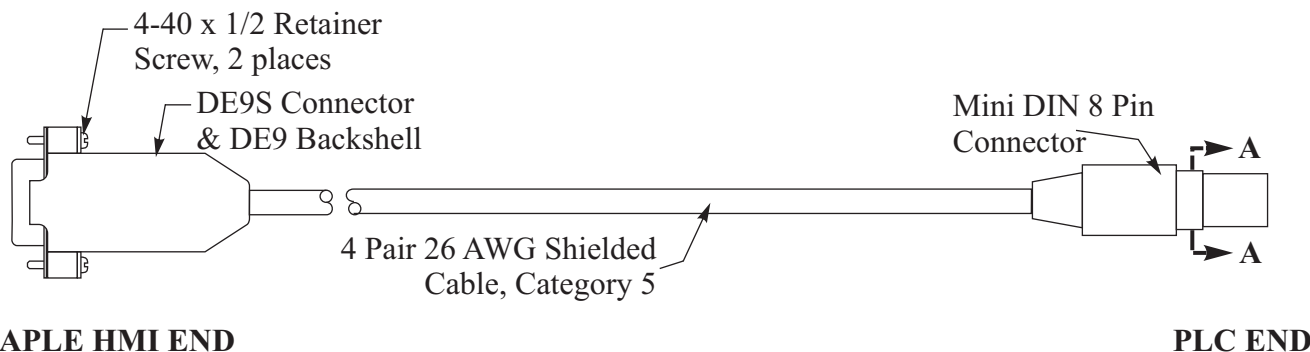 4-40 x 1/2 Retainer
Screw, 2 places
DE9S Connector
& DE9 Backshell
Mini DIN 8 Pin
Connector
A
A
4 Pair 26 AWG Shielded
Cable, Category 5
APLE HMI END
PLC END